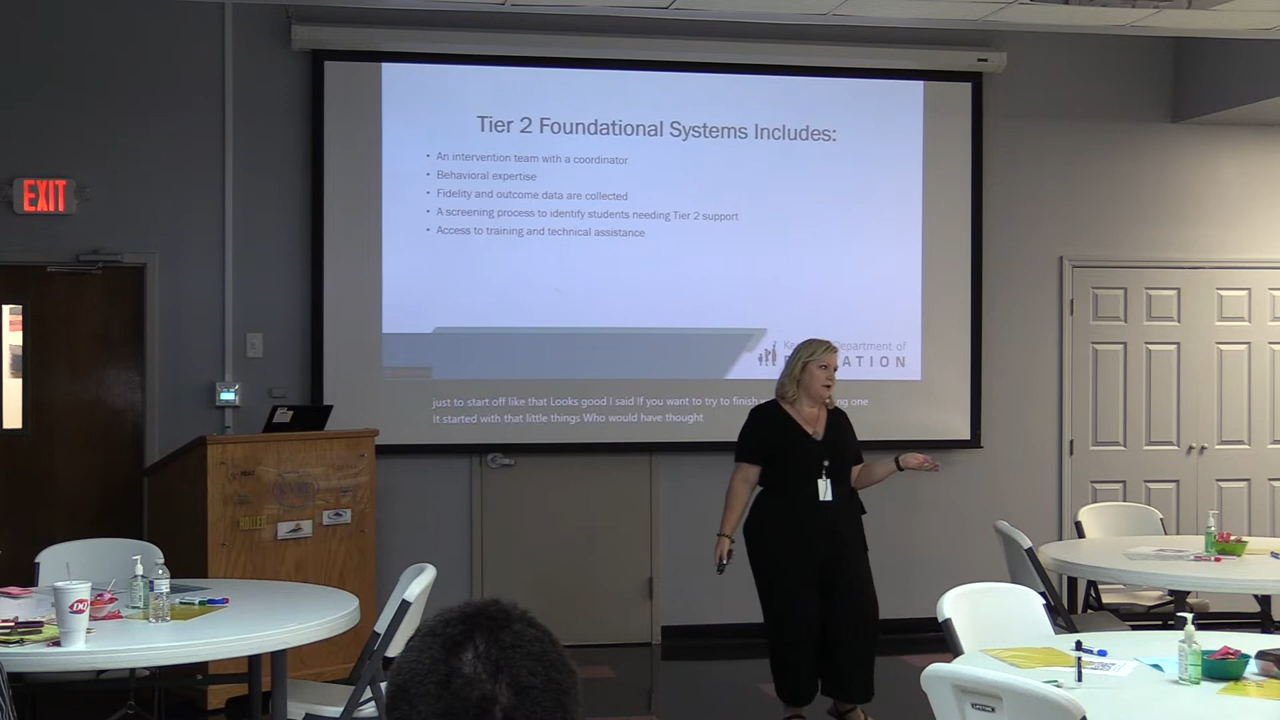 Tier 2 Foundational Systems Includes:
• An intervention team with a coordinator
• Behavioral expertise
• Fidelity and outcome data are collected
• A screening process to identify students needing Tier 2 support
• Access to training and technical assistance
Department of
ATION
just to start off like that Looks good I said If you want to try to finish one
It started with that little things Who would have thought
EXIT
HOLLER
DQ